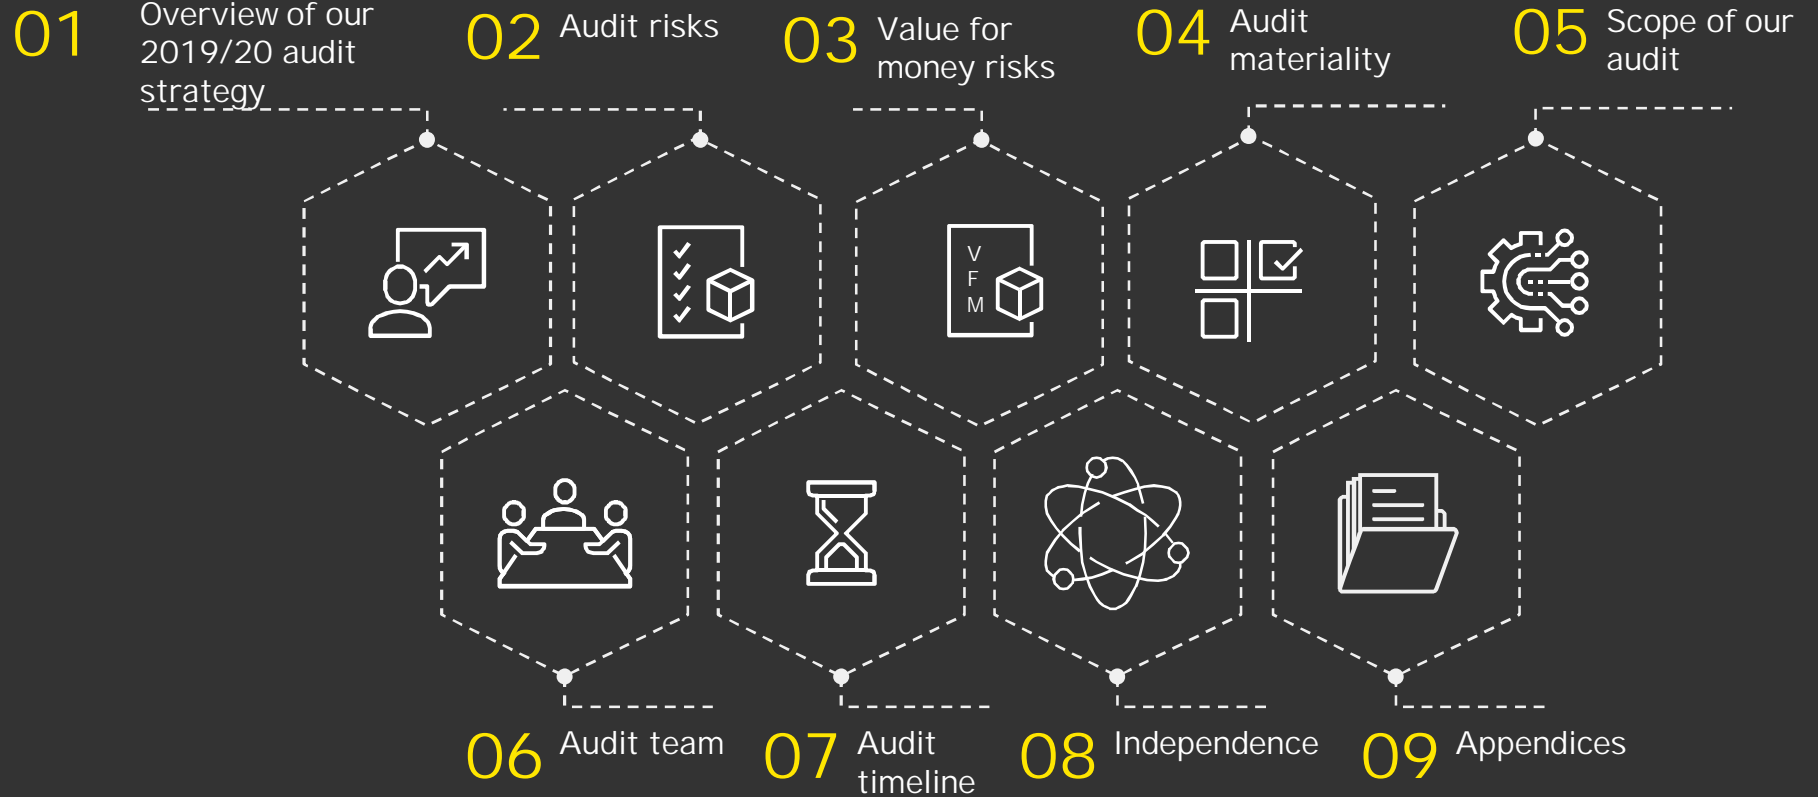 01
Overview of our
2019/20 audit
strategy
02
Audit risks
03
Value for
money risks
04
Audit
materiality
05
Scope of our
audit
V
F
M
06
Audit team
07
Audit
timeline
08
Independence
09
Appendices